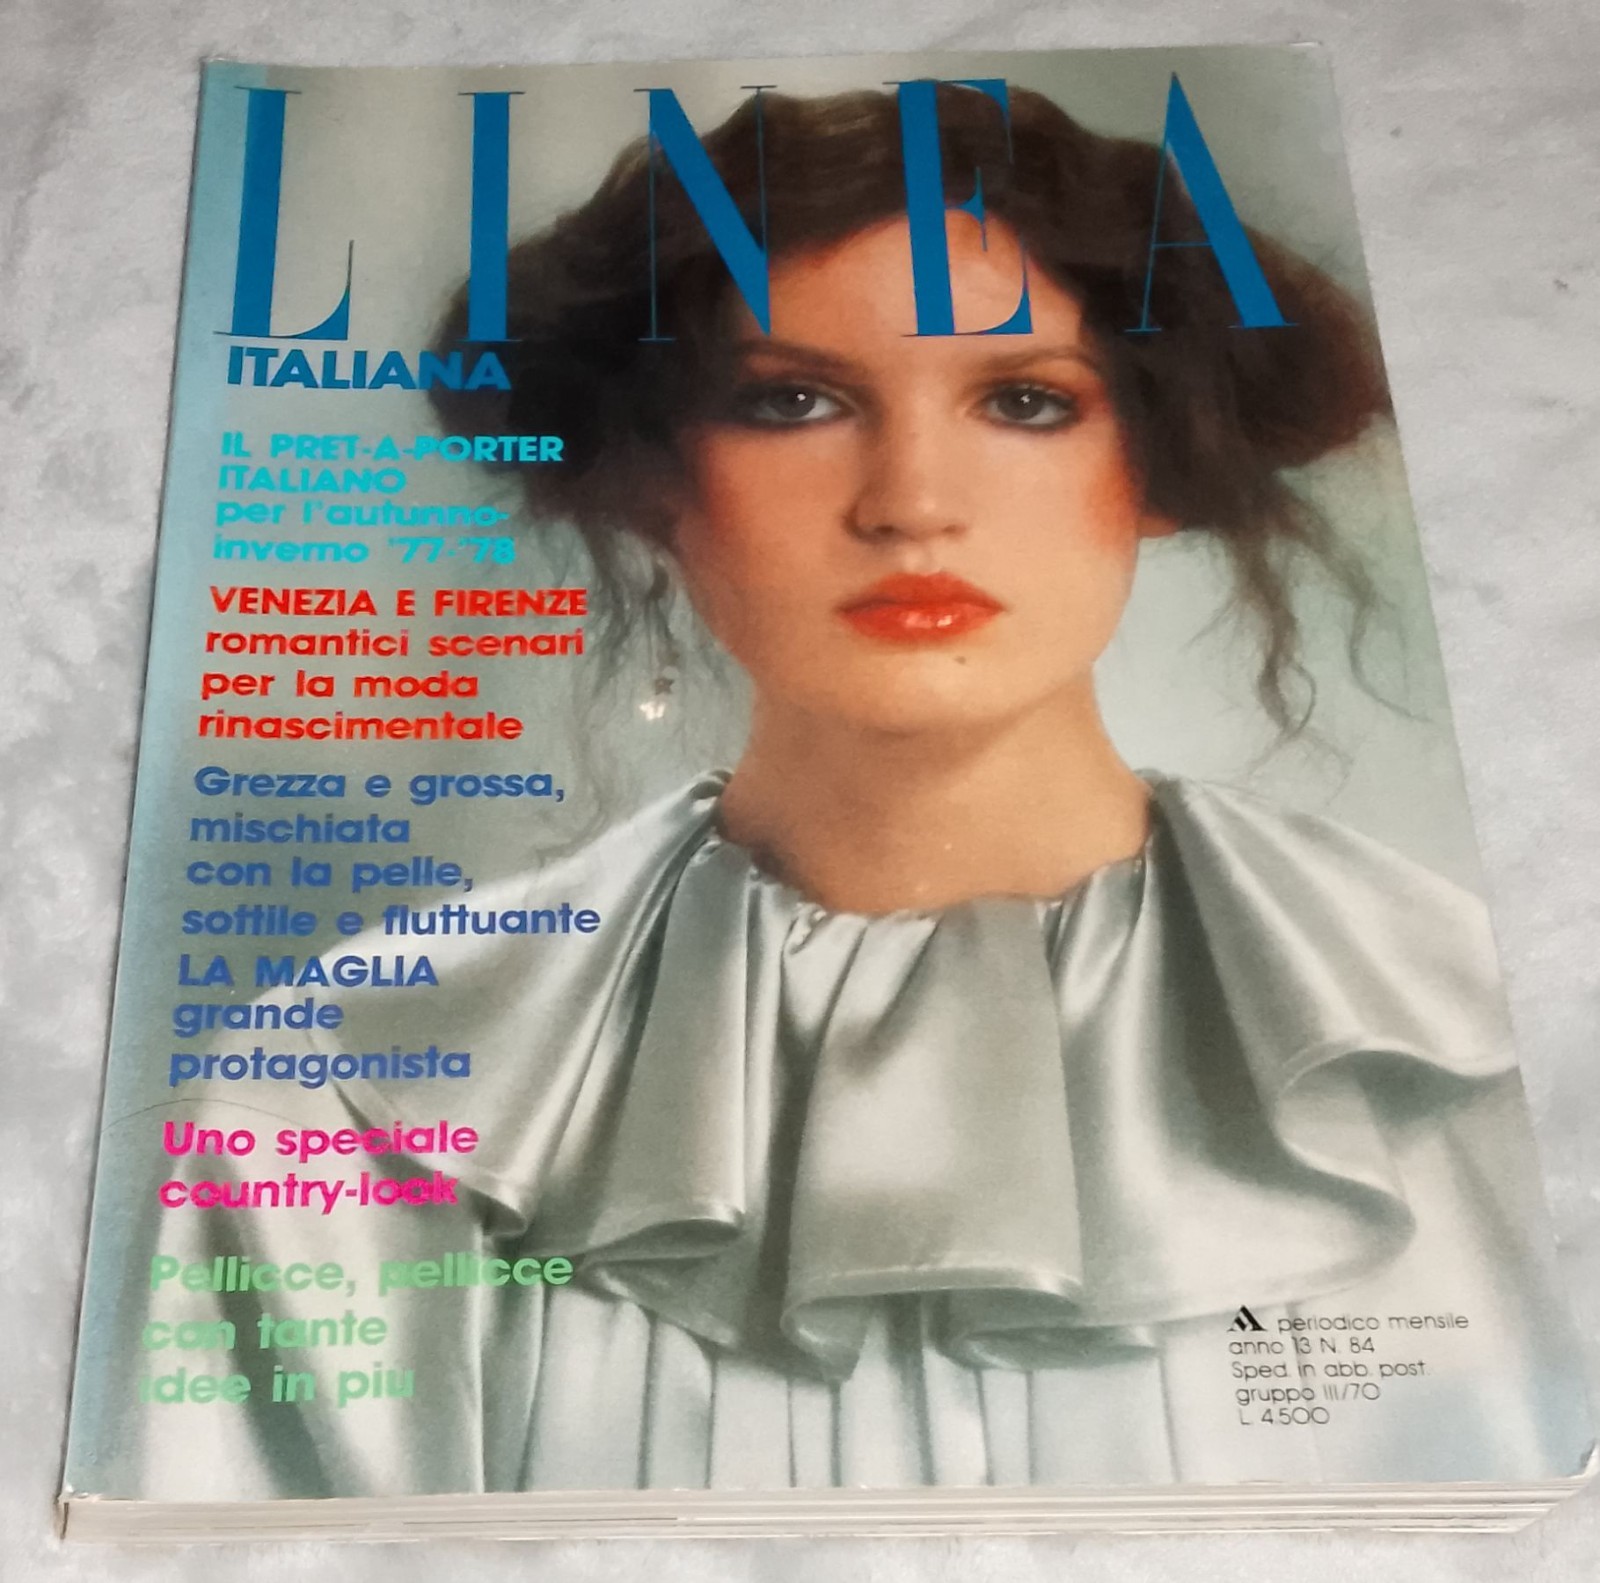 LINEA
ITALIANA
IL PRET-A-PORTER
ITALIANO
per l'autunno-
inverno '77-'78
VENEZIA E FIRENZE
romantici scenari
per la moda
rinascimentale
Grezza e grossa,
mischiata
con la pelle,
sottile e fluttuante
LA MAGLIA
grande
protagonista
Uno speciale
country-look
Pellicce, pellicce
con tante
idee in piu
periodico mensile
anno 13 N. 84
Sped. in abb. post.
gruppo III/70
L. 4.500